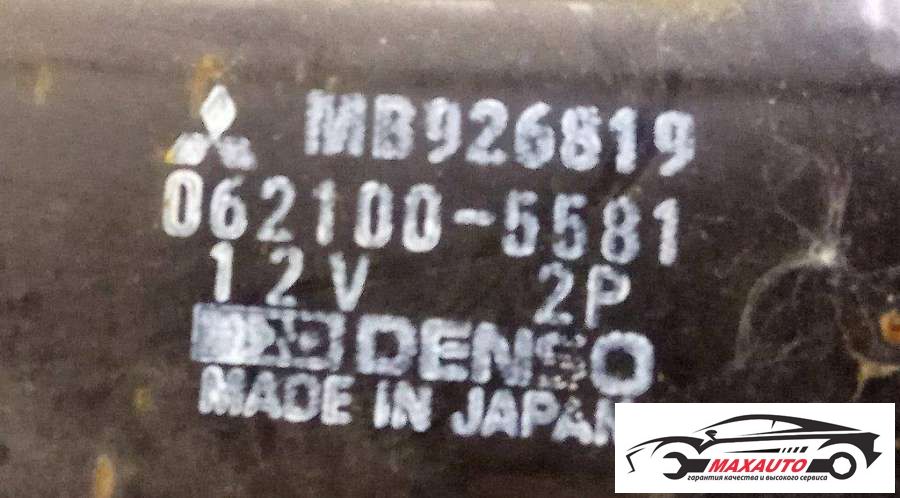 MB926819
062100-5581
12V 2P
DENSO
MADE IN JAPAN
MAXAUTO
гарантия качества и высокого сервиса